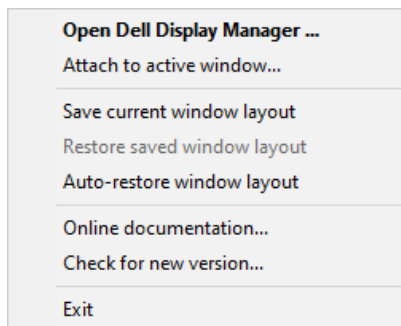 Open Dell Display Manager ...
Attach to active window...
Save current window layout
Restore saved window layout
Auto-restore window layout
Online documentation...
Check for new version...
Exit